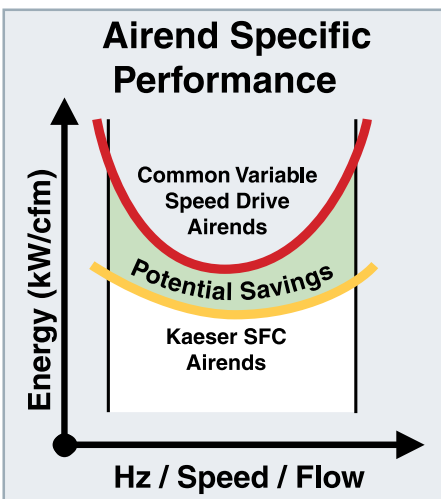 Airend Specific
Performance
Common Variable
Speed Drive
Airends
Potential Savings
Kaeser SFC
Airends
Energy (kW/cfm)
Hz / Speed / Flow